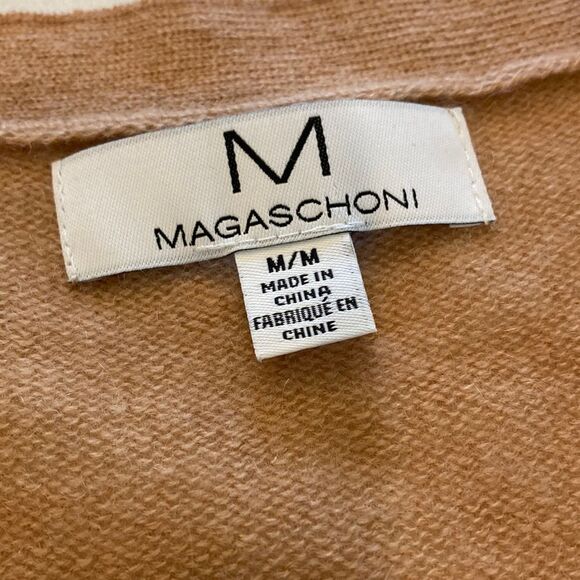 M
MAGASCHONI
M/M
MADE IN
CHINA
FABRIQUÉ EN
CHINE